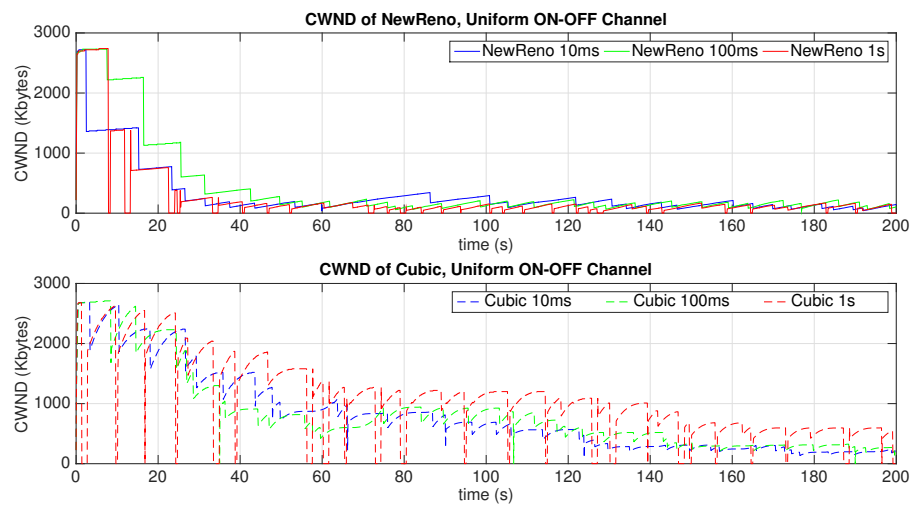 CWND of NewReno, Uniform ON-OFF Channel
CWND (Kbytes)
3000
2000
1000
0
NewReno 10ms NewReno 100ms NewReno 1s
0 20 40 60 80 100 120 140 160 180 200
time (s)
CWND of Cubic, Uniform ON-OFF Channel
CWND (Kbytes)
3000
2000
1000
0
Cubic 10ms Cubic 100ms Cubic 1s
0 20 40 60 80 100 120 140 160 180 200
time (s)